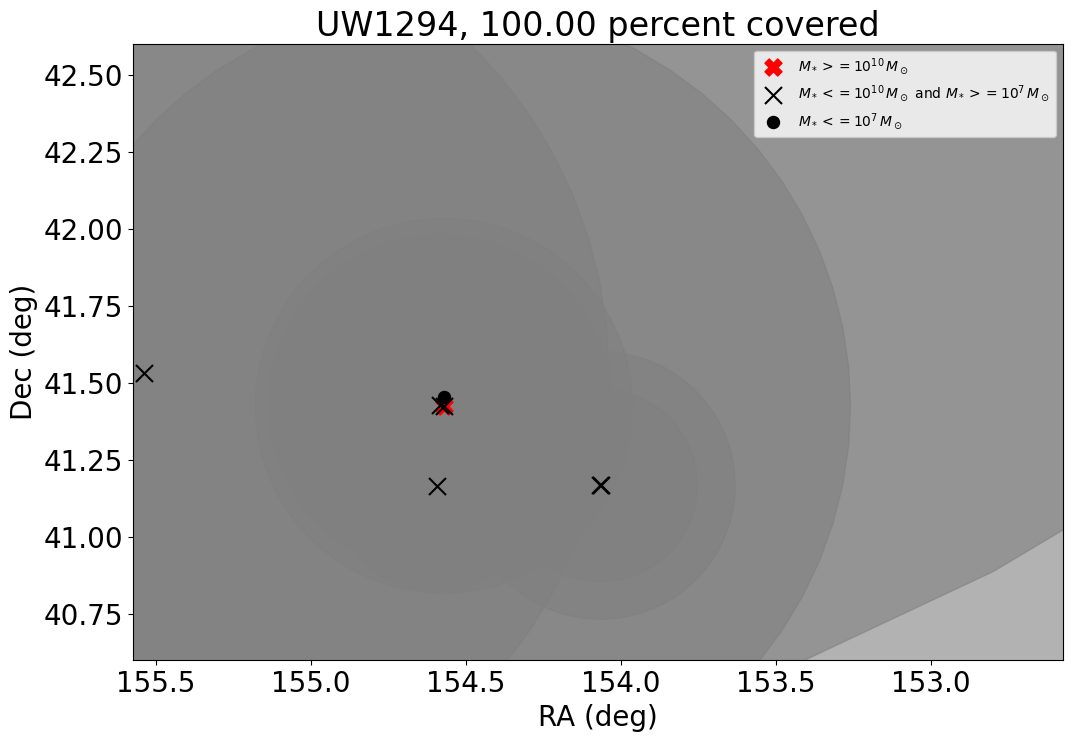 UW1294, 100.00 percent covered
M* >= 10^10 M⊙
M* <= 10^10 M⊙ and M* >= 10^7 M⊙
M* <= 10^7 M⊙
42.50
42.25
42.00
41.75
41.50
41.25
41.00
40.75
Dec (deg)
155.5 155.0 154.5 154.0 153.5 153.0
RA (deg)